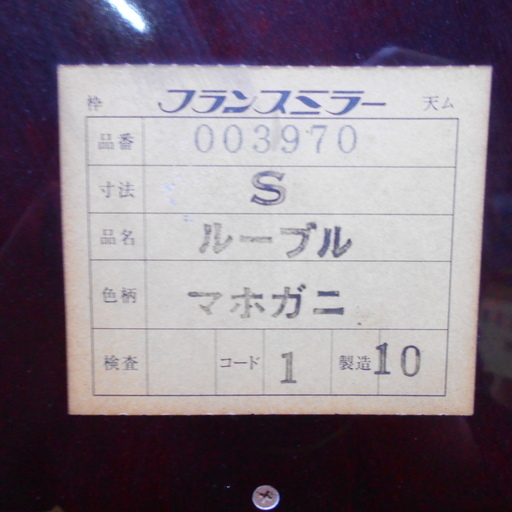 枠 フランスミラー 天ム
品番 003970
寸法 S
品名 ルーブル
色柄 マホガニ
検査 コード 1 製造 10